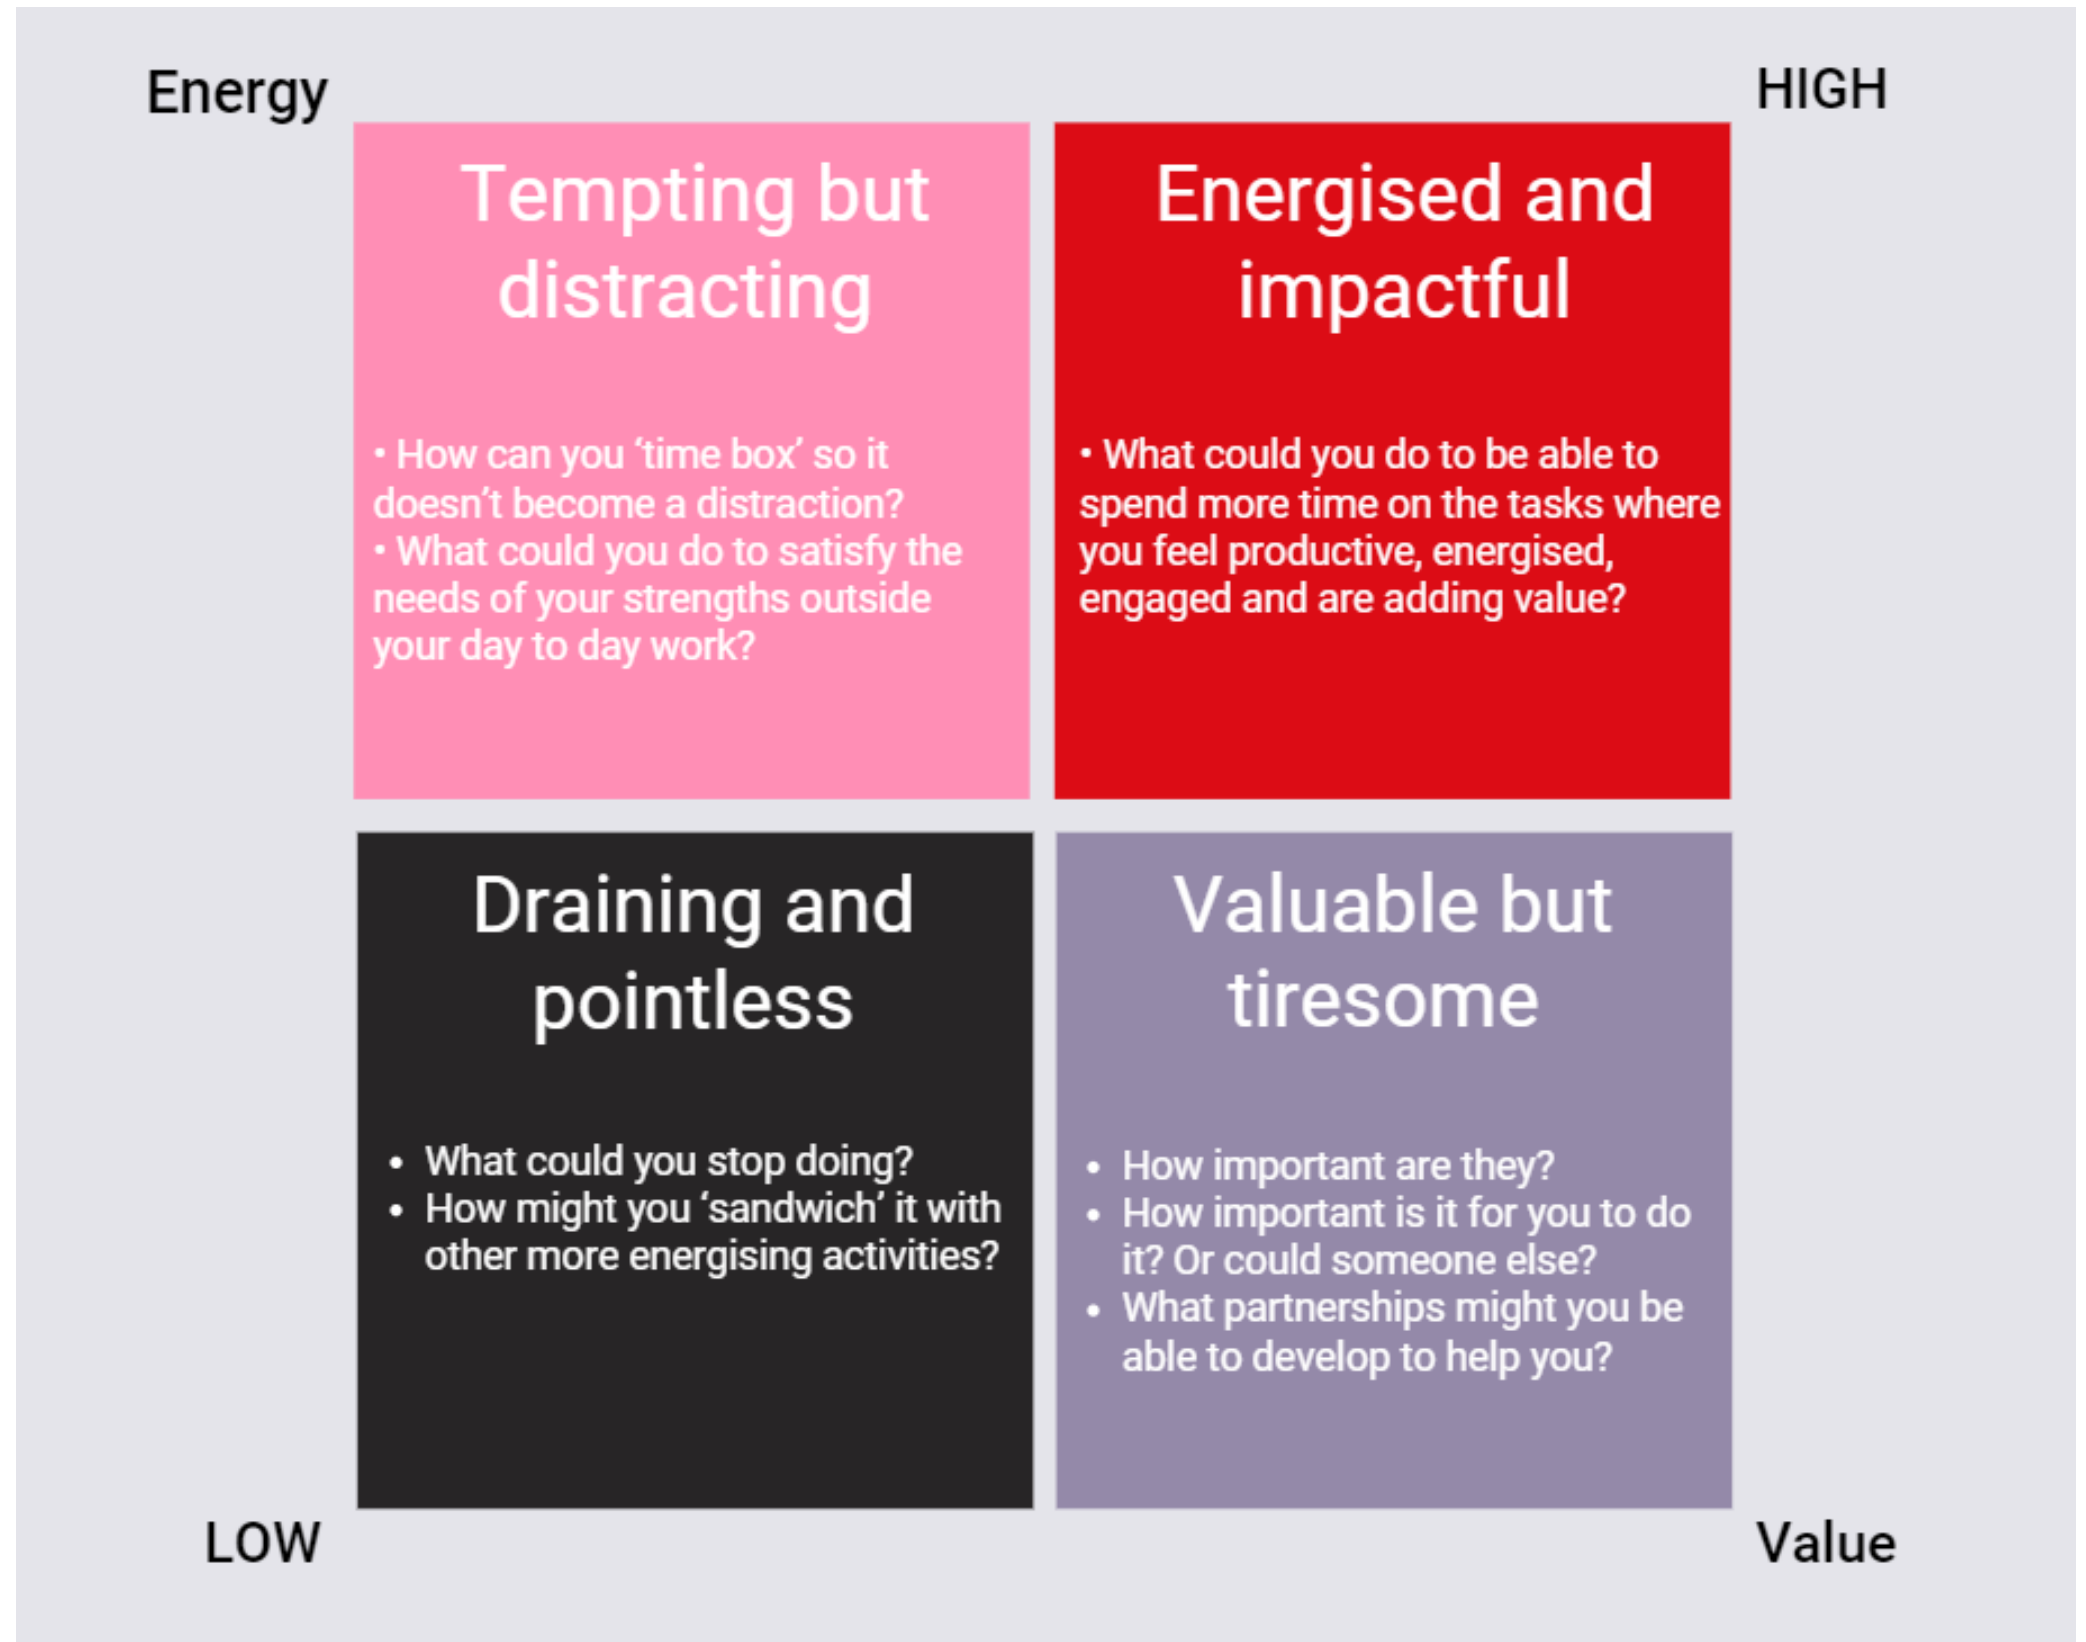 Energy
HIGH
Tempting but
distracting
• How can you ‘time box’ so it
doesn’t become a distraction?
• What could you do to satisfy the
needs of your strengths outside
your day to day work?
Energised and
impactful
• What could you do to be able to
spend more time on the tasks where
you feel productive, energised,
engaged and are adding value?
Draining and
pointless
• What could you stop doing?
• How might you ‘sandwich’ it with
other more energising activities?
Valuable but
tiresome
• How important are they?
• How important is it for you to do
it? Or could someone else?
• What partnerships might you be
able to develop to help you?
LOW
Value